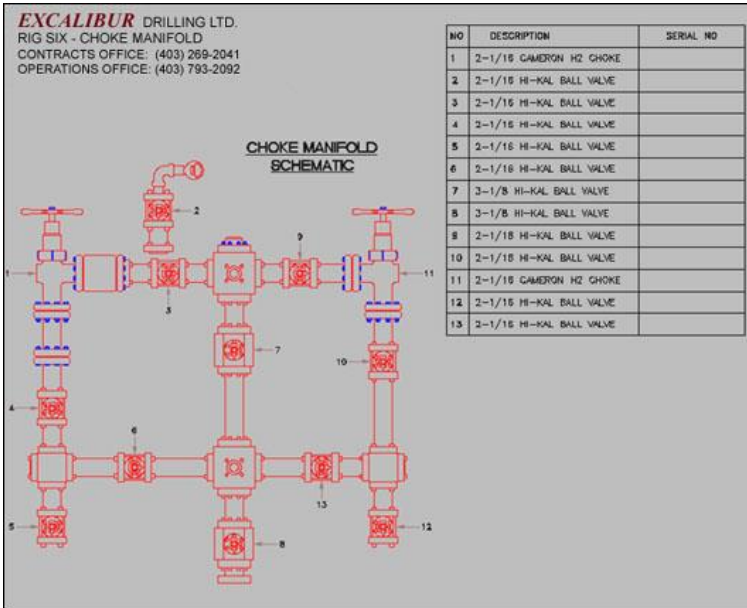 EXCALIBUR DRILLING LTD.
RIG SIX - CHOKE MANIFOLD
CONTRACTS OFFICE: (403) 269-2041
OPERATIONS OFFICE: (403) 793-2092
CHOKE MANIFOLD
SCHEMATIC
NO DESCRIPTION SERIAL NO
1 2-1/16 CAMERON H2 CHOKE
2 2-1/16 HI-KAL BALL VALVE
3 2-1/16 HI-KAL BALL VALVE
4 2-1/16 HI-KAL BALL VALVE
5 2-1/16 HI-KAL BALL VALVE
6 2-1/16 HI-KAL BALL VALVE
7 3-1/8 HI-KAL BALL VALVE
8 3-1/8 HI-KAL BALL VALVE
9 2-1/16 HI-KAL BALL VALVE
10 2-1/16 HI-KAL BALL VALVE
11 2-1/16 CAMERON H2 CHOKE
12 2-1/16 HI-KAL BALL VALVE
13 2-1/16 HI-KAL BALL VALVE
2
9
1
11
3
7
10
4
6
13
5
8
12